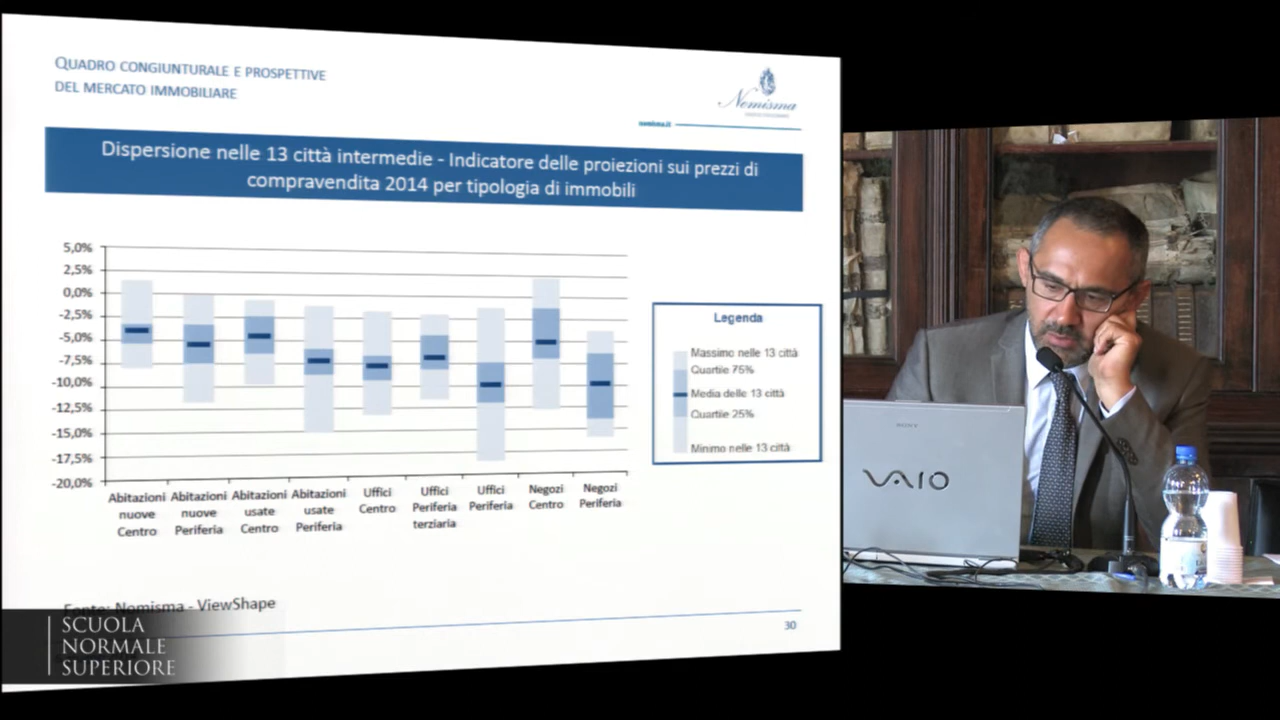 QUADRO CONGIUNTURALE E PROSPETTIVE
DEL MERCATO IMMOBILIARE
Nomisma
nomisma.it
Dispersione nelle 13 città intermedie - Indicatore delle proiezioni sui prezzi di
compravendita 2014 per tipologia di immobili
5,0%
2,5%
0,0%
-2,5%
-5,0%
-7,5%
-10,0%
-12,5%
-15,0%
-17,5%
-20,0%
Abitazioni nuove Centro
Abitazioni nuove Periferia
Abitazioni usate Centro
Abitazioni usate Periferia
Uffici Centro
Uffici Periferia terziaria
Uffici Periferia
Negozi Centro
Negozi Periferia
Legenda
Massimo nelle 13 città
Quartile 75%
Media delle 13 città
Quartile 25%
Minimo nelle 13 città
Fonte: Nomisma - ViewShape
30
SCUOLA
NORMALE
SUPERIORE
SONY
VAIO